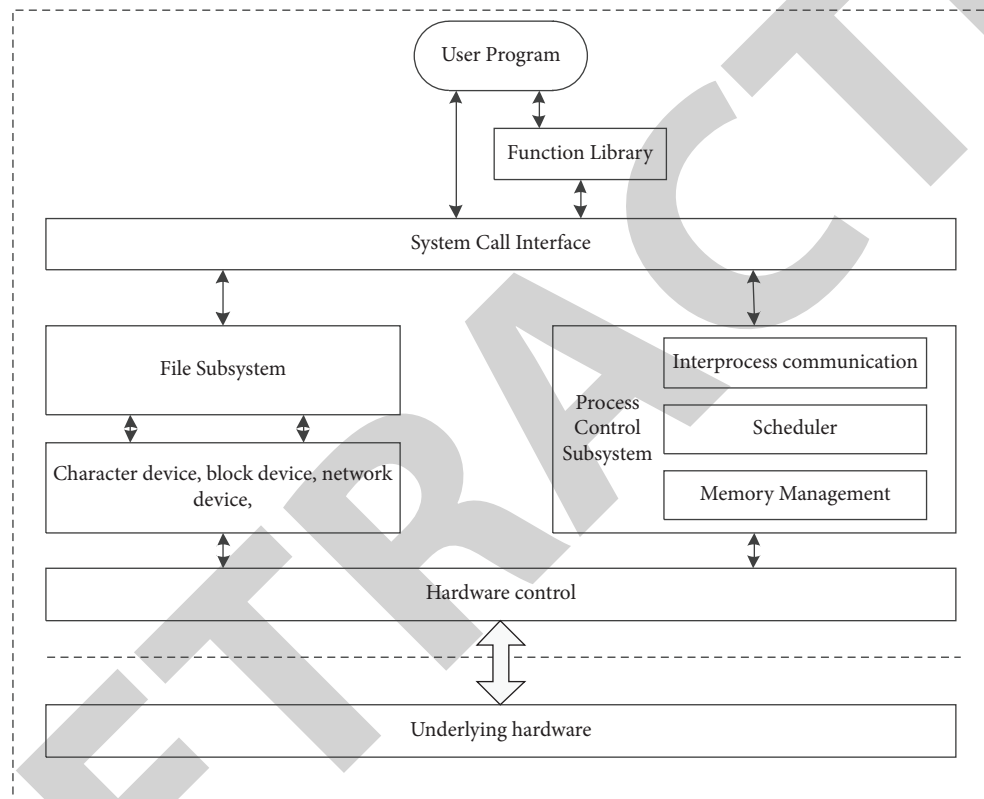 User Program
Function Library
System Call Interface
File Subsystem
Character device, block device, network
device,
Process
Control
Subsystem
Interprocess communication
Scheduler
Memory Management
Hardware control
Underlying hardware
ETRACT